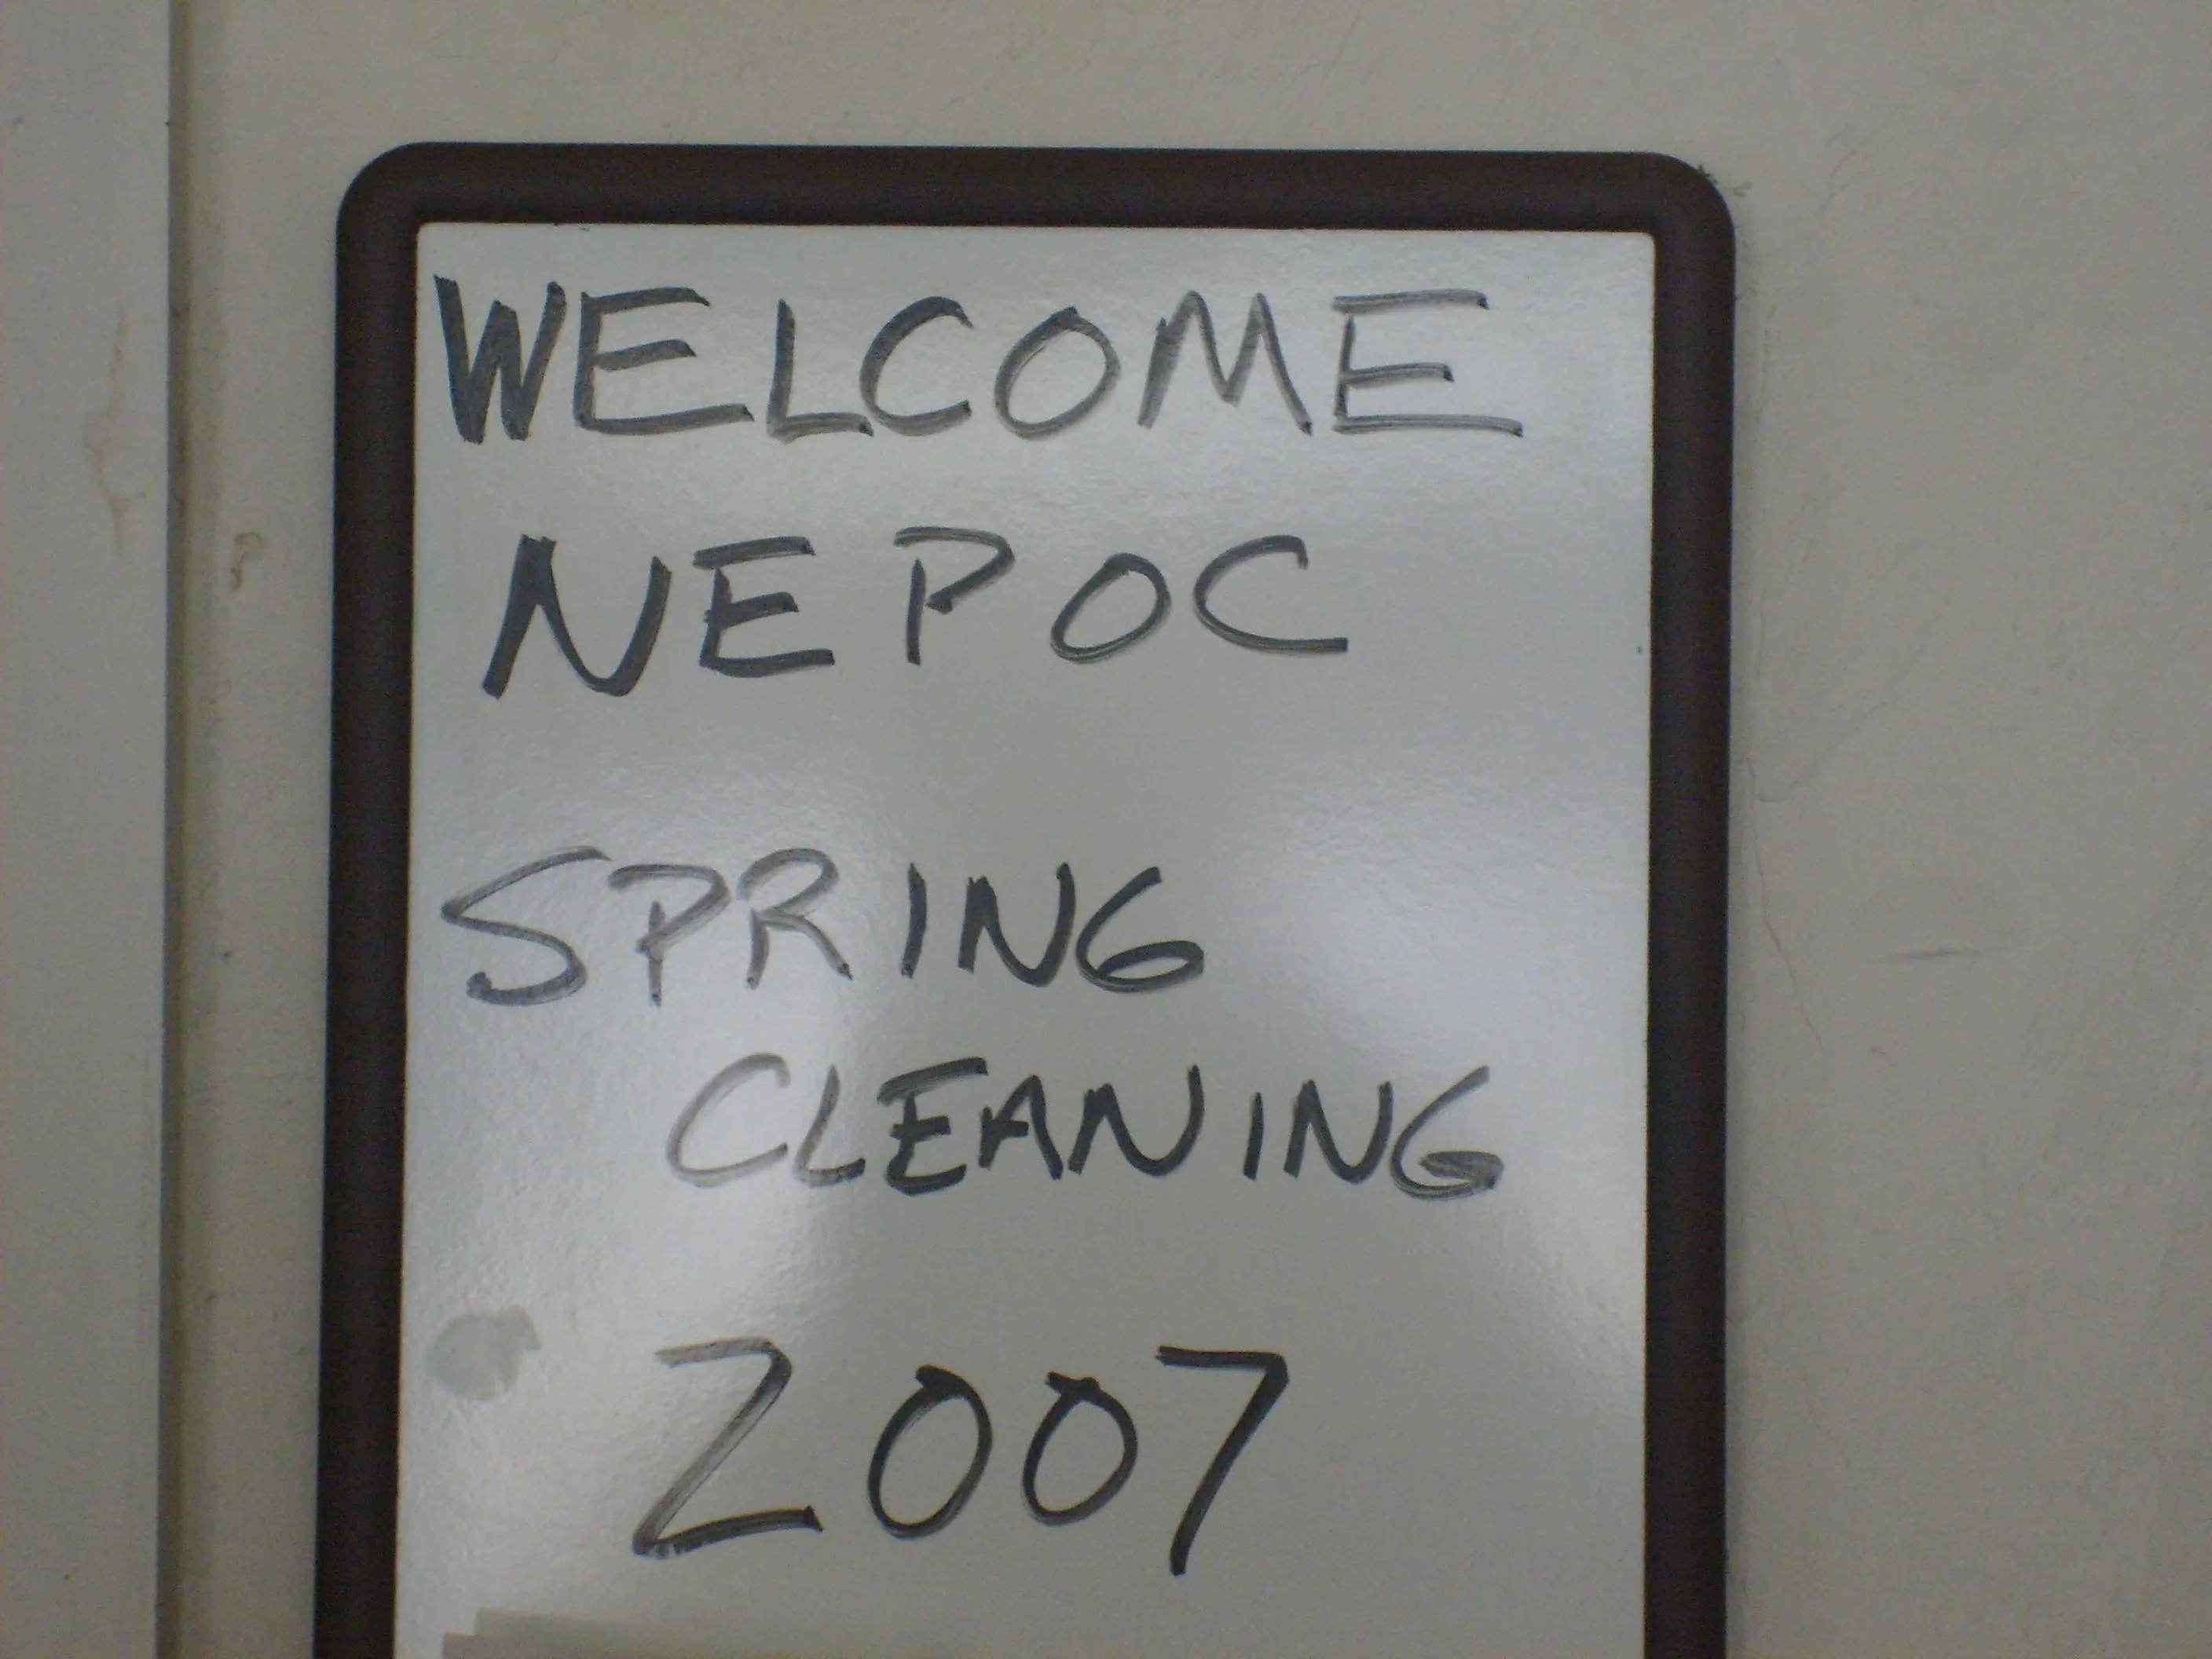 WELCOME
NEPOC
SPRING
CLEANING
2007